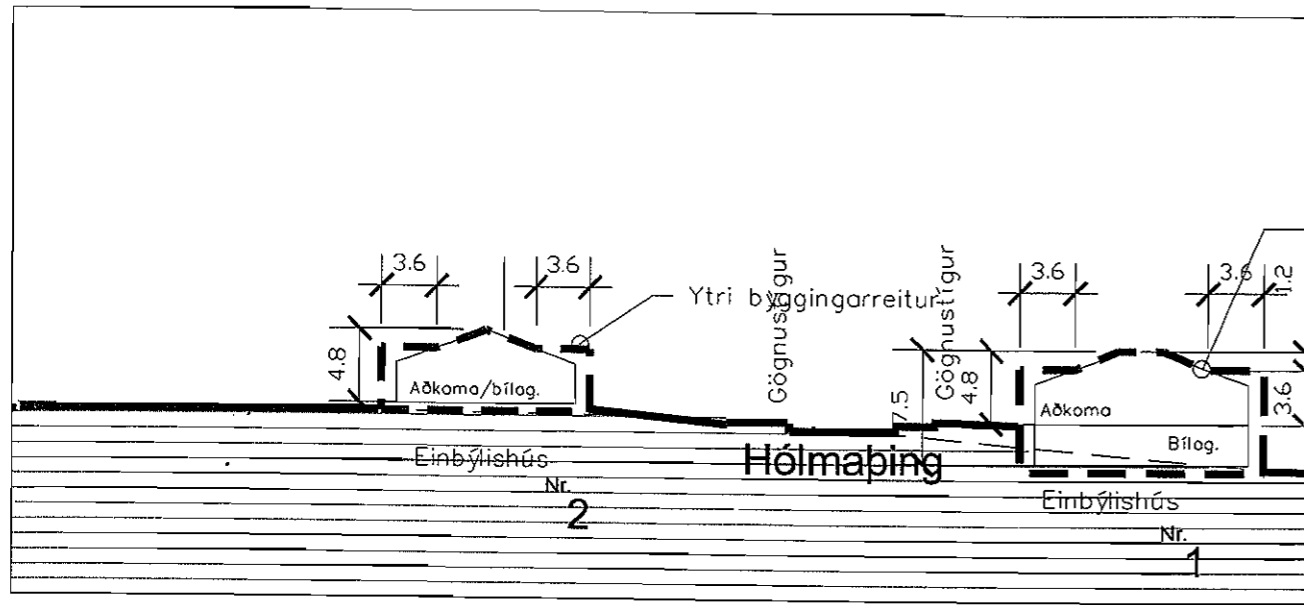 3.6
3.6
Ytri byggingarreitur
Gögnustígur
Gögnustígur
3.6
3.6
1.2
4.8
Aðkoma/bílag.
7.5
4.8
Aðkoma
3.6
Bílag.
Einbýlishús
Hólmaþing
Nr.
2
Einbýlishús
Nr.
1